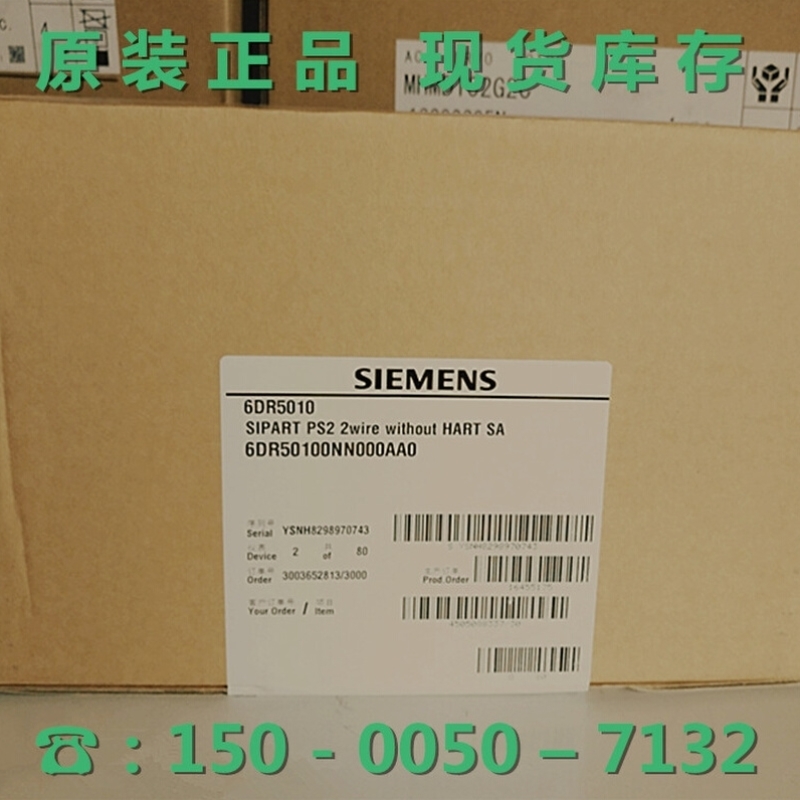 原装正品 现货库存
SIEMENS
6DR5010
SIPART PS2 2wire without HART SA
6DR50100NN000AA0
Serial YSNH8298970743
Device 2 of 80
Order 3003652813/3000
Prod.Order
Your Order / Item
☎:150-0050-7132